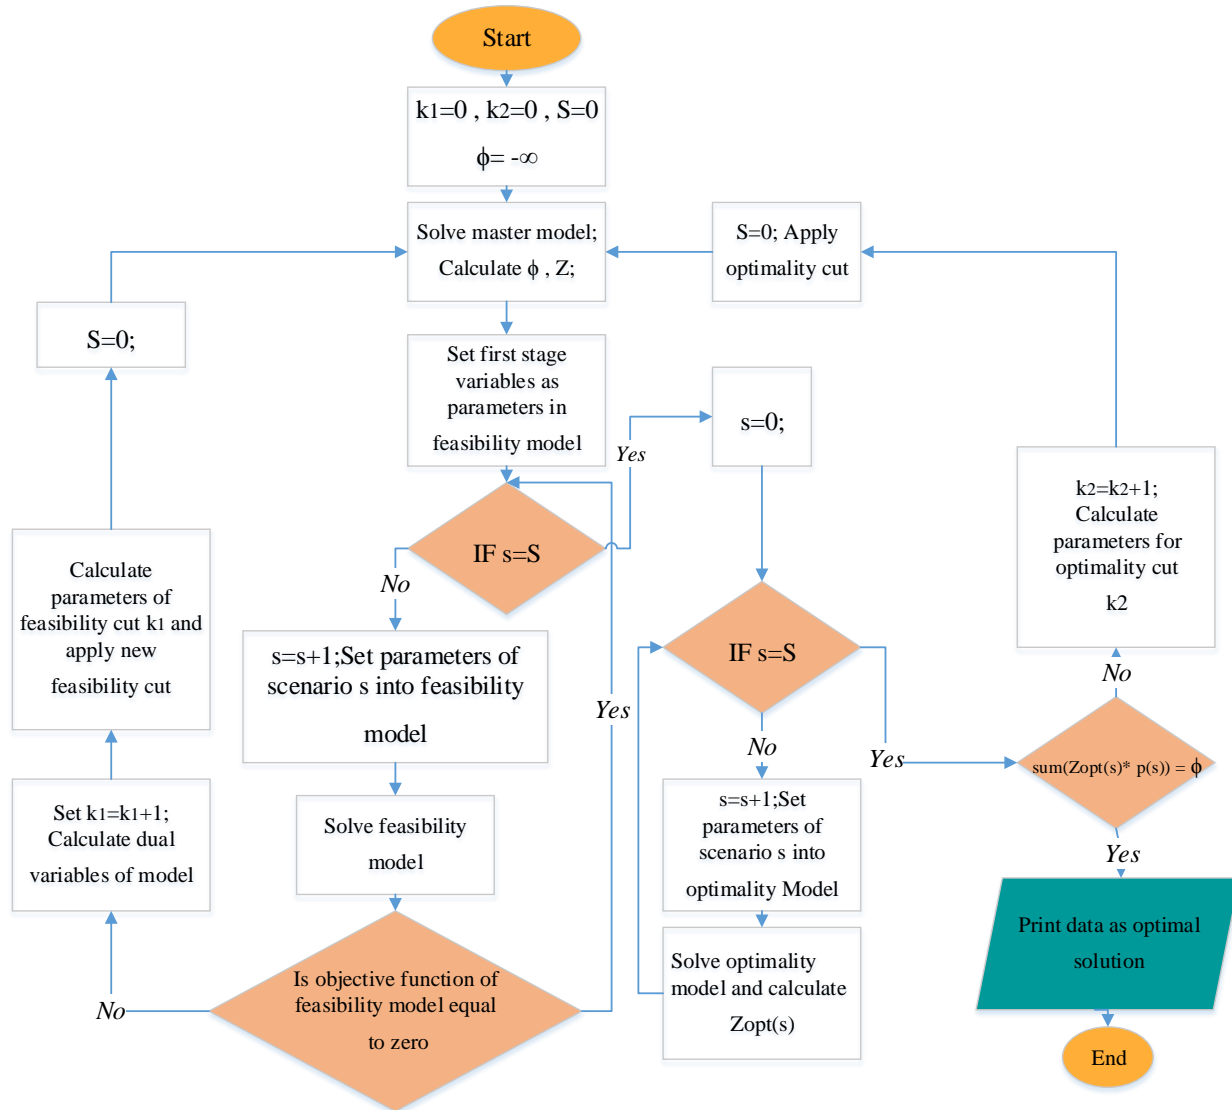 Start
k1=0 , k2=0 , S=0
ϕ= -∞
Solve master model;
Calculate ϕ , Z;
S=0; Apply
optimality cut
S=0;
Set first stage
variables as
parameters in
feasibility model
Yes
s=0;
IF s=S
No
k2=k2+1;
Calculate
parameters for
optimality cut
k2
Calculate
parameters of
feasibility cut k1 and
apply new
feasibility cut
s=s+1;Set parameters of
scenario s into feasibility
model
Yes
IF s=S
No
Yes
No
sum(Zopt(s)* p(s)) = ϕ
Yes
Set k1=k1+1;
Calculate dual
variables of model
Solve feasibility
model
s=s+1;Set
parameters of
scenario s into
optimality Model
Print data as optimal
solution
Is objective function of
feasibility model equal
to zero
No
Solve optimality
model and calculate
Zopt(s)
End